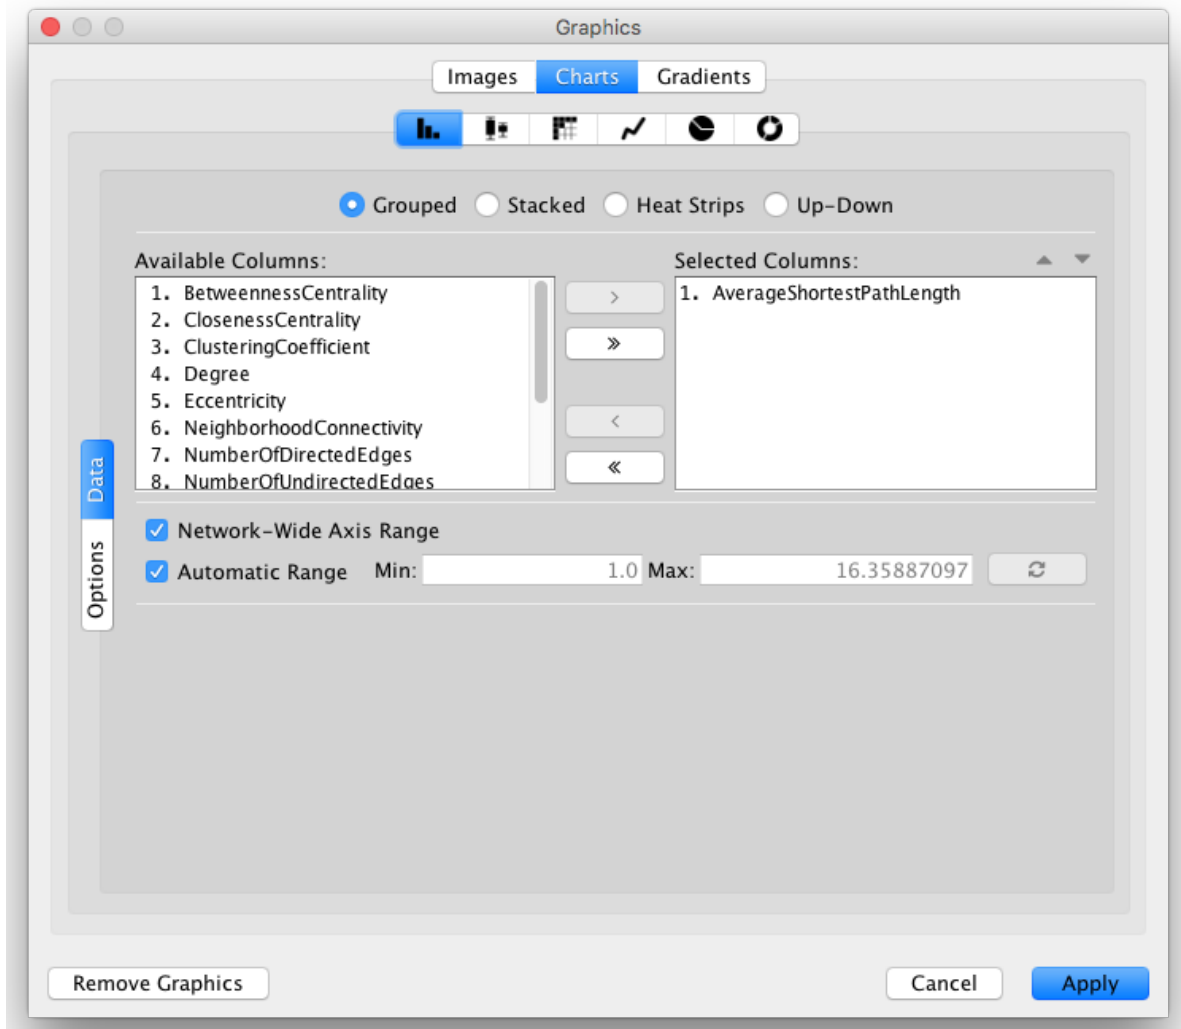 Graphics
Images Charts Gradients
Grouped Stacked Heat Strips Up-Down
Available Columns: Selected Columns:
1. BetweennessCentrality
2. ClosenessCentrality
3. ClusteringCoefficient
4. Degree
5. Eccentricity
6. NeighborhoodConnectivity
7. NumberOfDirectedEdges
8. NumberOfUndirectedEdges
>
»
<
«
1. AverageShortestPathLength
Data
Options
Network-Wide Axis Range
Automatic Range Min: 1.0 Max: 16.35887097
Remove Graphics Cancel Apply